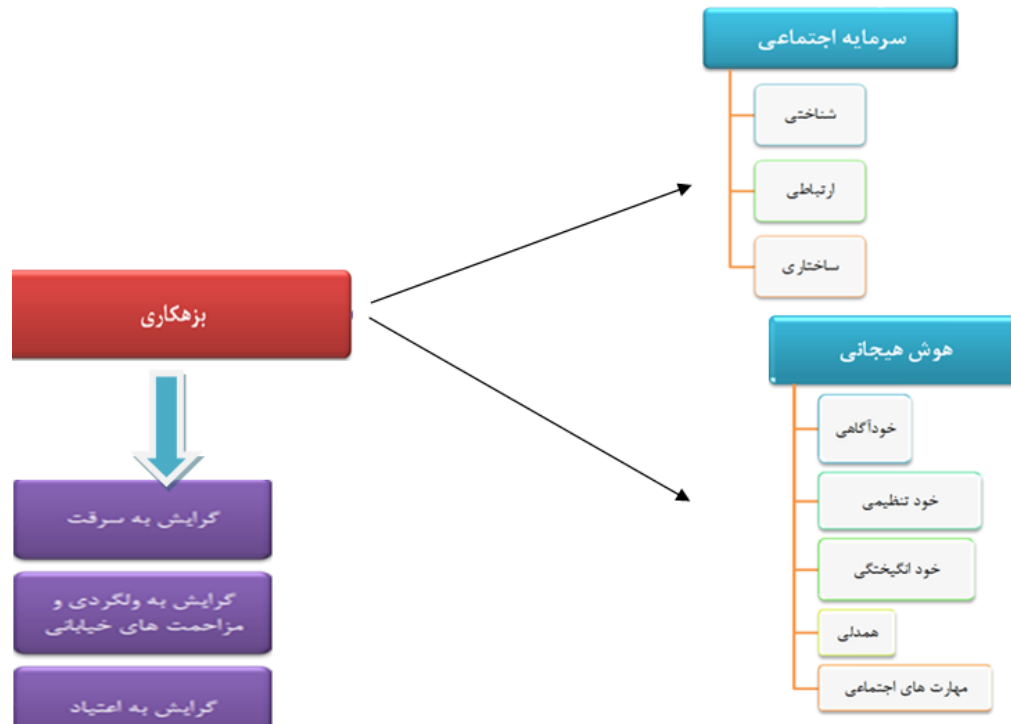 سرمایه اجتماعی
شناختی
ارتباطی
ساختاری
بزهکاری
گرایش به سرقت
گرایش به ولگردی و
مزاحمت های خیابانی
گرایش به اعتیاد
هوش هیجانی
خودآگاهی
خود تنظیمی
خود انگیختگی
همدلی
مهارت های اجتماعی